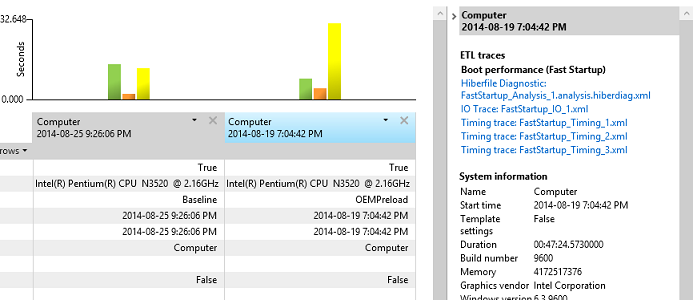 32.648
Seconds
0.000
Computer
2014-08-25 9:26:06 PM
Computer
2014-08-19 7:04:42 PM
rows
True
True
Intel(R) Pentium(R) CPU N3520 @ 2.16GHz
Intel(R) Pentium(R) CPU N3520 @ 2.16GHz
Baseline
OEMPreload
2014-08-25 9:26:06 PM
2014-08-19 7:04:42 PM
2014-08-25 9:26:06 PM
2014-08-19 7:04:42 PM
Computer
Computer
False
False
Computer
2014-08-19 7:04:42 PM
ETL traces
Boot performance (Fast Startup)
Hiberfile Diagnostic:
FastStartup_Analysis_1.analysis.hiberdiag.xml
IO Trace: FastStartup_IO_1.xml
Timing trace: FastStartup_Timing_1.xml
Timing trace: FastStartup_Timing_2.xml
Timing trace: FastStartup_Timing_3.xml
System information
Name Computer
Start time 2014-08-19 7:04:42 PM
Template False
settings
Duration 00:47:24.5730000
Build number 9600
Memory 4172517376
Graphics vendor Intel Corporation
Windows version 6.3.9600